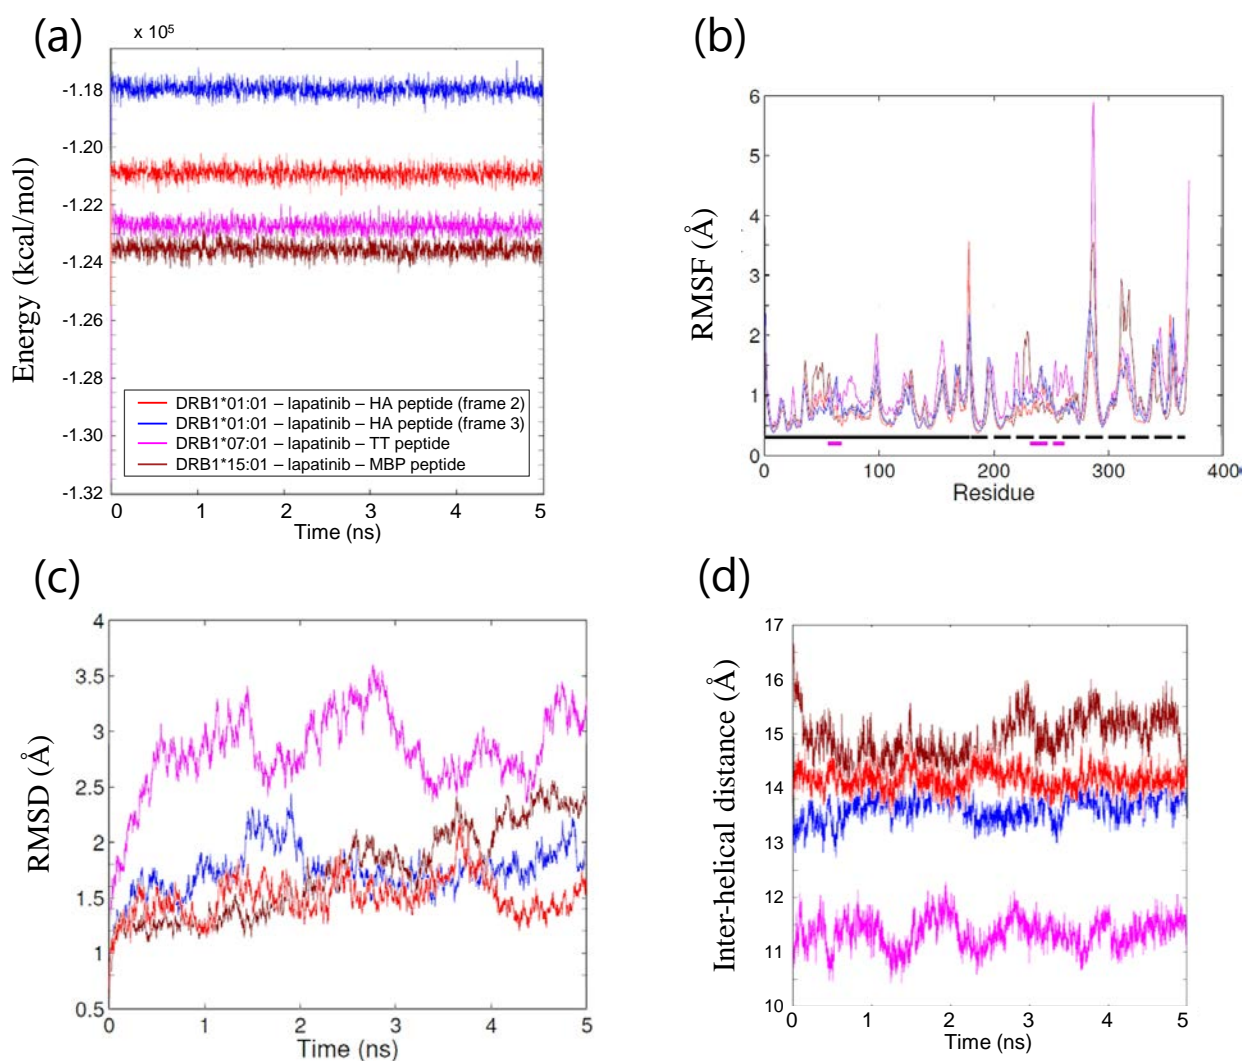 (a)
x 10⁵
-1.18
-1.20
-1.22
-1.24
-1.26
-1.28
-1.30
-1.32
Energy (kcal/mol)
DRB1*01:01 – lapatinib – HA peptide (frame 2)
DRB1*01:01 – lapatinib – HA peptide (frame 3)
DRB1*07:01 – lapatinib – TT peptide
DRB1*15:01 – lapatinib – MBP peptide
0 1 2 3 4 5
Time (ns)
(b)
6
5
4
3
2
1
0
RMSF (Å)
0 100 200 300 400
Residue
(c)
4
3.5
3
2.5
2
1.5
1
0.5
RMSD (Å)
0 1 2 3 4 5
Time (ns)
(d)
17
16
15
14
13
12
11
10
Inter-helical distance (Å)
0 1 2 3 4 5
Time (ns)